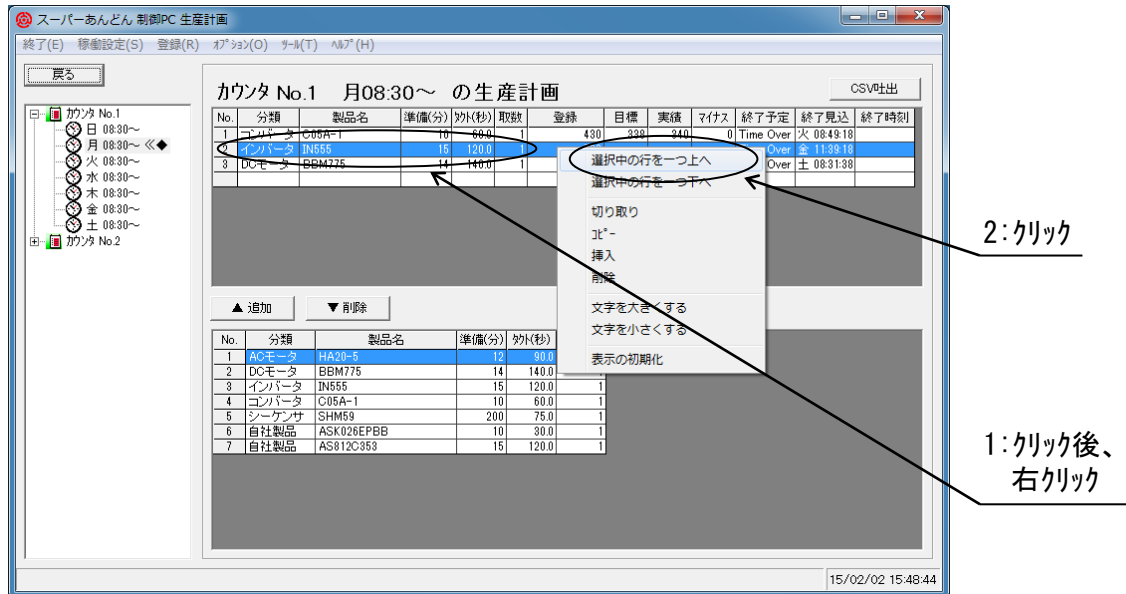 スーパーあんどん 制御PC 生産計画
終了(E) 稼働設定(S) 登録(R) ｵﾌﾟｼｮﾝ(O) ﾂｰﾙ(T) ﾍﾙﾌﾟ(H)
戻る
カウンタ No.1 月08:30～ の生産計画
CSV吐出
カウンタ No.1
日 08:30～
月 08:30～ ≪◆
火 08:30～
水 08:30～
木 08:30～
金 08:30～
土 08:30～
カウンタ No.2
No. 分類 製品名 準備(分) ﾀｸﾄ(秒) 取数 登録 目標 実績 マイナス 終了予定 終了見込 終了時刻
1 コンバータ C05A-1 10 60.0 1 430 338 340 0 Time Over 火 08:49:18
2 インバータ IN555 15 120.0 1 Over 金 11:39:18
3 DCモータ BBM775 14 140.0 1 Over 土 08:31:38
選択中の行を一つ上へ
選択中の行を一つ下へ
切り取り
ｺﾋﾟｰ
挿入
削除
文字を大きくする
文字を小さくする
表示の初期化
▲ 追加 ▼ 削除
No. 分類 製品名 準備(分) ﾀｸﾄ(秒)
1 ACモータ HA20-5 12 90.0
2 DCモータ BBM775 14 140.0 1
3 インバータ IN555 15 120.0 1
4 コンバータ C05A-1 10 60.0 1
5 シーケンサ SHM59 200 75.0 1
6 自社製品 ASK026EPBB 10 30.0 1
7 自社製品 AS812C353 15 120.0 1
2:ｸﾘｯｸ
1:ｸﾘｯｸ後、
右ｸﾘｯｸ
15/02/02 15:48:44